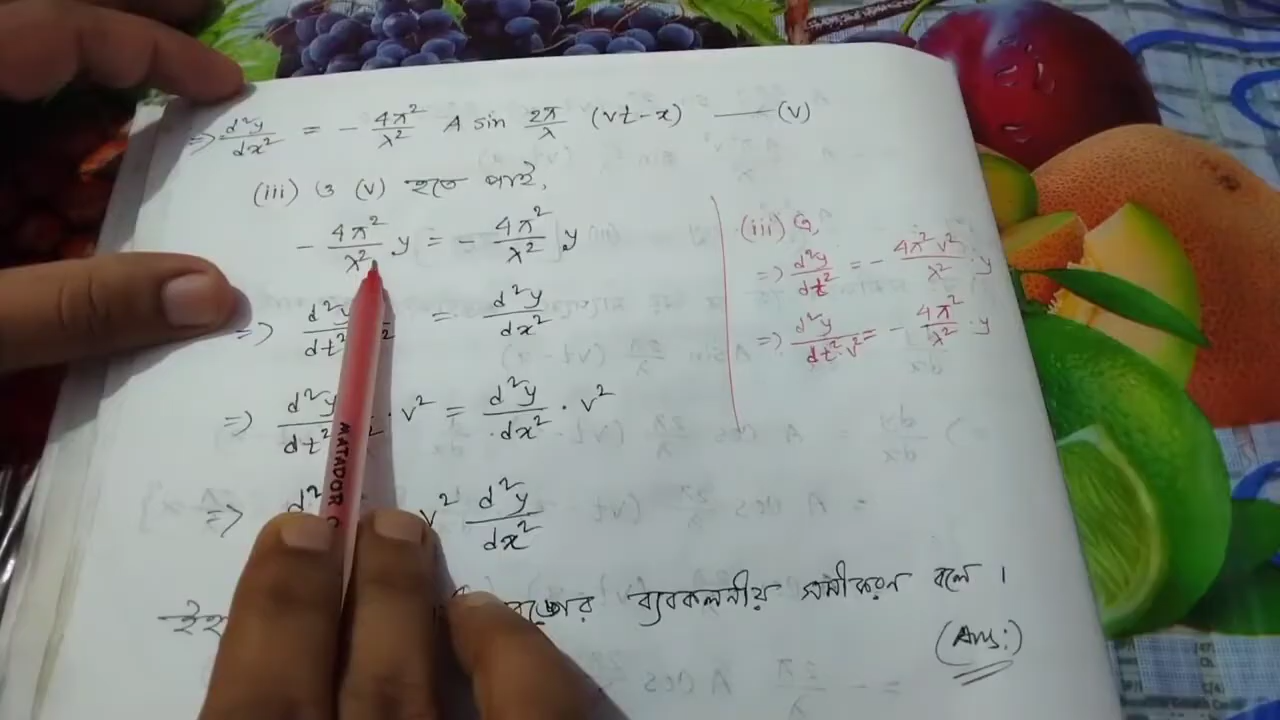 => d²y/dx² = - 4π²/λ² A sin 2π/λ (vt-x) —— (v)
(iii) ও (v) হতে পাই,
- 4π²/λ² y = - 4π²/λ² y
=> d²y/dt² = d²y/dx²
=> d²y/dt² · v² = d²y/dx² · v²
=> d² v² d²y/dx²
ব্যবকলনীয় সমীকরণ বলে ।
(Ans:)
(iii) এ,
=> d²y/dt² = - 4π²v²/λ² · y
=> d²y/dt²·v² = - 4π²/λ² · y
MATADOR